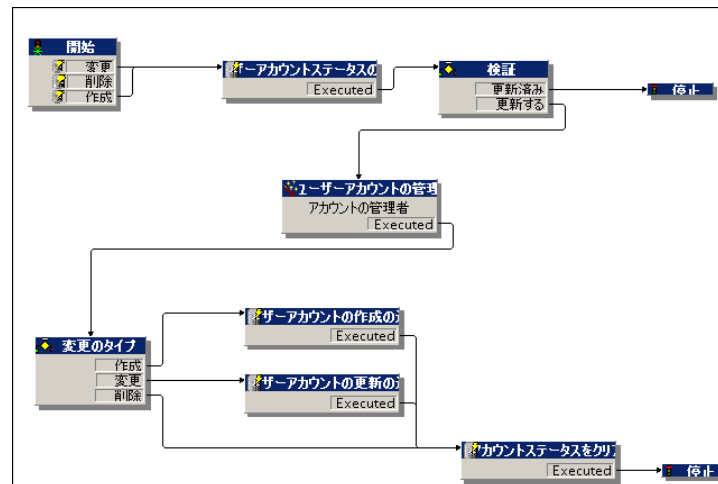 開始
変更
削除
作成
ザーアカウントステータスの
Executed
検証
更新済み
更新する
停止
ユーザーアカウントの管理
アカウントの管理者
Executed
変更のタイプ
作成
変更
削除
ザーアカウントの作成の
Executed
ザーアカウントの更新の
Executed
カウントステータスをクリア
Executed
停止